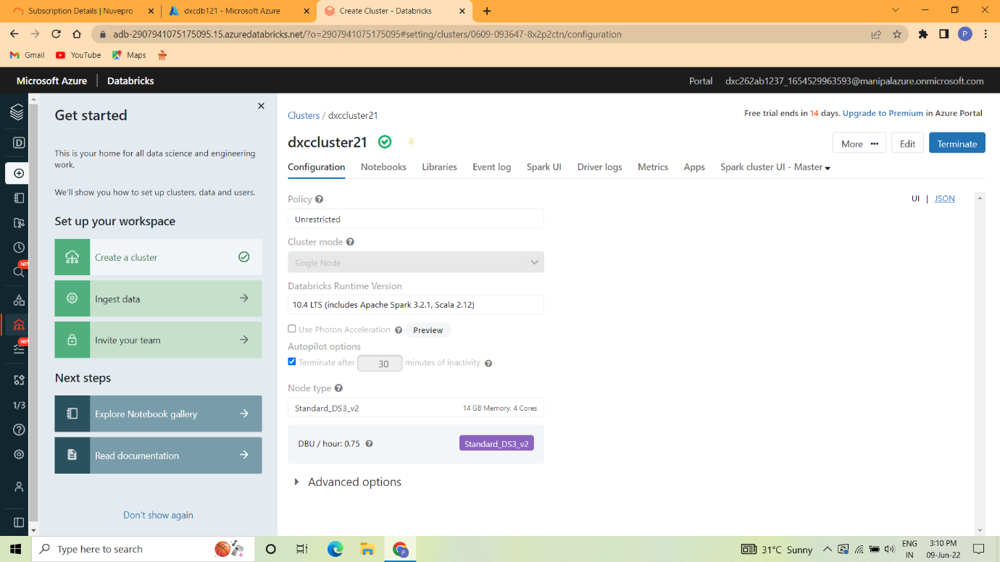 Subscription Details | Nuvepro
dxcdb121 - Microsoft Azure
Create Cluster - Databricks
adb-2907941075175095.15.azuredatabricks.net/?o=2907941075175095#setting/clusters/0609-093647-8x2p2ctn/configuration
P
Gmail
YouTube
Maps
Microsoft Azure
Databricks
Portal
dxc262ab1237_1654529963593@manipalazure.onmicrosoft.com
D
NEW
NEW
1/3
Get started
This is your home for all data science and engineering
work.
We'll show you how to set up clusters, data and users.
Set up your workspace
Create a cluster
Ingest data
Invite your team
Next steps
Explore Notebook gallery
Read documentation
Don't show again
Clusters / dxccluster21
Free trial ends in 14 days. Upgrade to Premium in Azure Portal
dxccluster21
More ···
Edit
Terminate
Configuration
Notebooks
Libraries
Event log
Spark UI
Driver logs
Metrics
Apps
Spark cluster UI - Master
UI | JSON
Policy
Unrestricted
Cluster mode
Single Node
Databricks Runtime Version
10.4 LTS (includes Apache Spark 3.2.1, Scala 2.12)
Use Photon Acceleration
Preview
Autopilot options
Terminate after 30 minutes of inactivity
Node type
Standard_DS3_v2
14 GB Memory, 4 Cores
DBU / hour: 0.75
Standard_DS3_v2
Advanced options
Type here to search
P
31°C Sunny
ENG
IN
3:10 PM
09-Jun-22